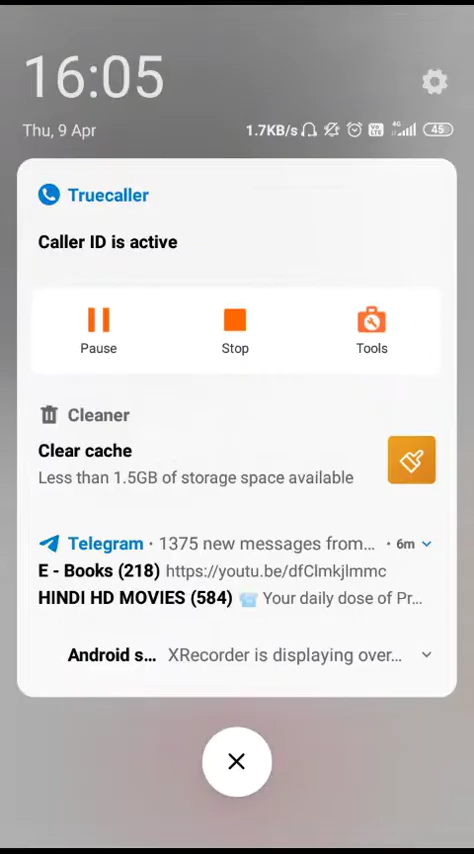 16:05
Thu, 9 Apr
1.7KB/s 4G 45
Truecaller
Caller ID is active
Pause Stop Tools
Cleaner
Clear cache
Less than 1.5GB of storage space available
Telegram · 1375 new messages from... · 6m
E - Books (218) https://youtu.be/dfClmkjlmmc
HINDI HD MOVIES (584) Your daily dose of Pr...
Android s... XRecorder is displaying over...